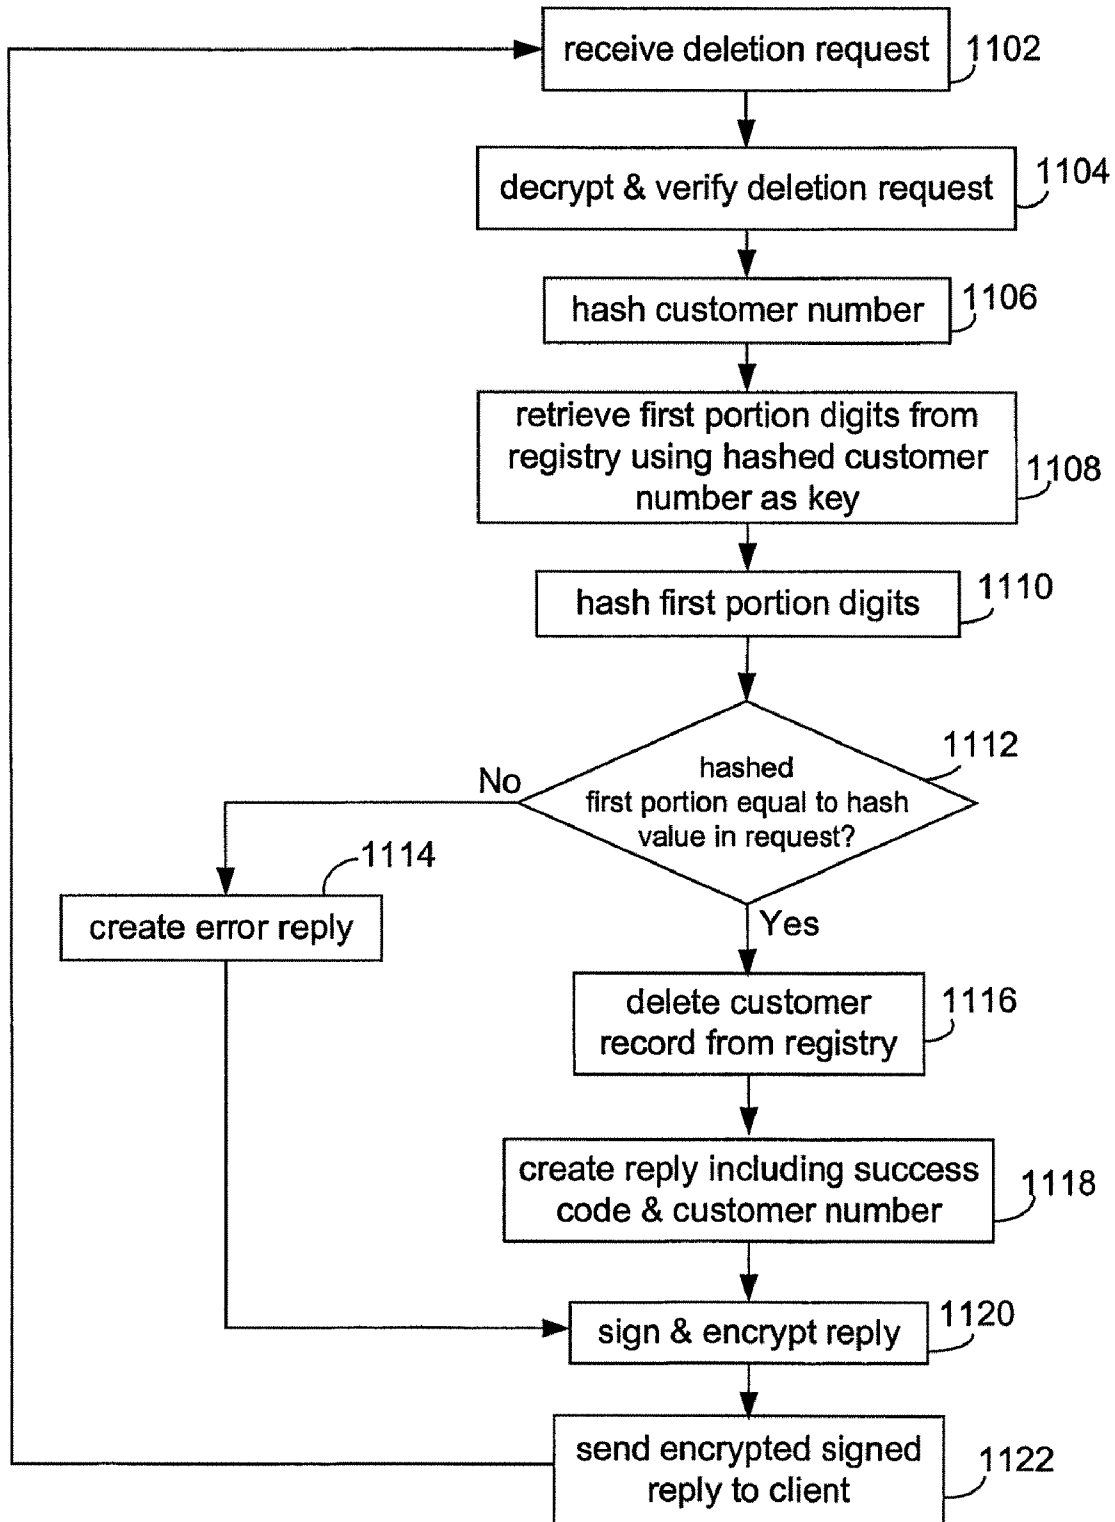 receive deletion request
1102
decrypt & verify deletion request
1104
hash customer number
1106
retrieve first portion digits from
registry using hashed customer
number as key
1108
hash first portion digits
1110
hashed
first portion equal to hash
value in request?
1112
No
1114
create error reply
Yes
delete customer
record from registry
1116
create reply including success
code & customer number
1118
sign & encrypt reply
1120
send encrypted signed
reply to client
1122